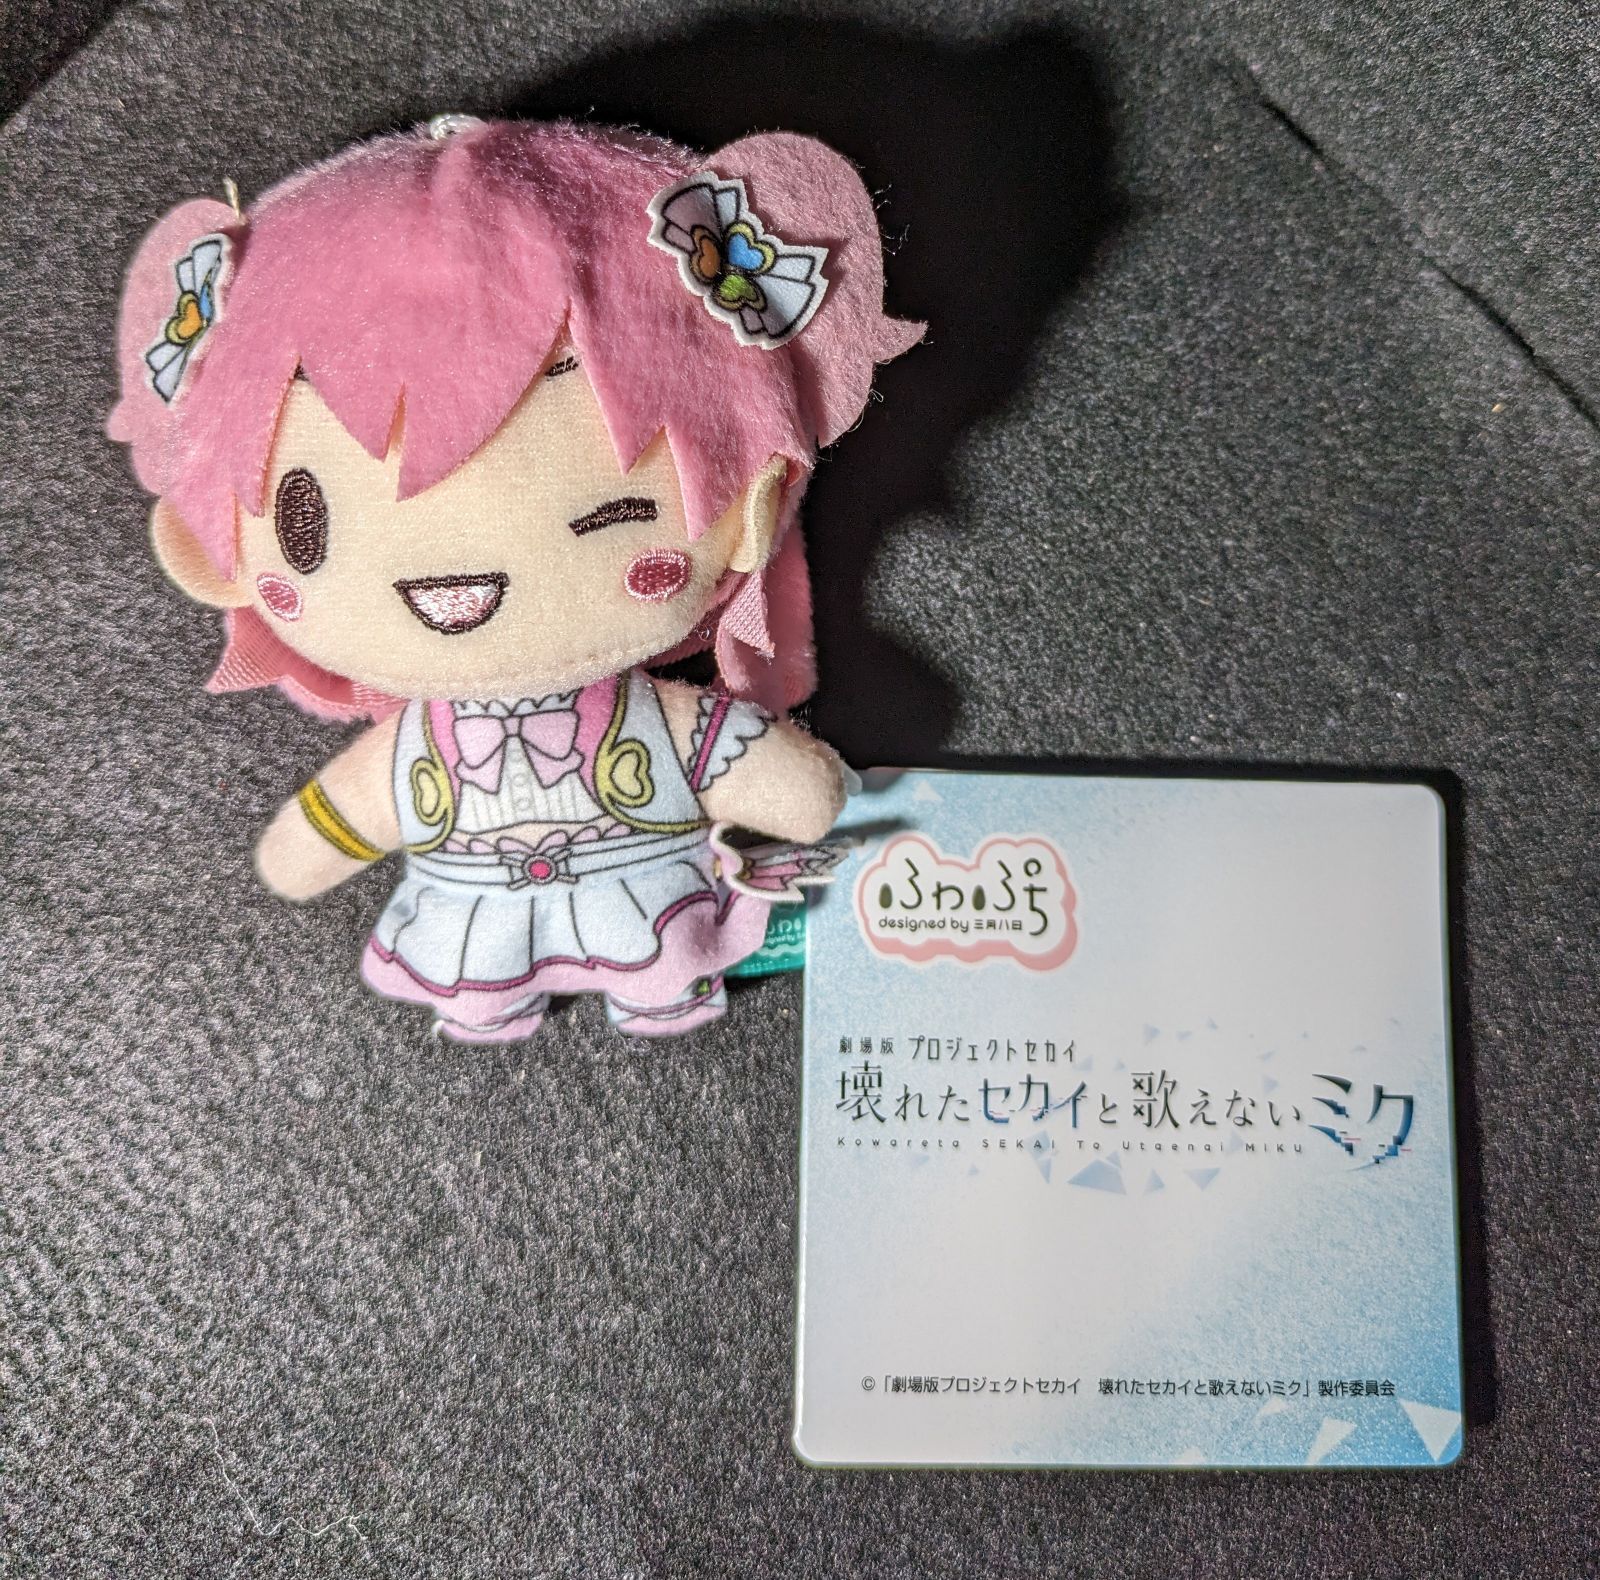 ふわぷち
designed by 三月八日
劇場版 プロジェクトセカイ
壊れたセカイと歌えないミク
Kowareta SEKAI To Utaenai MIKU
©「劇場版プロジェクトセカイ 壊れたセカイと歌えないミク」製作委員会